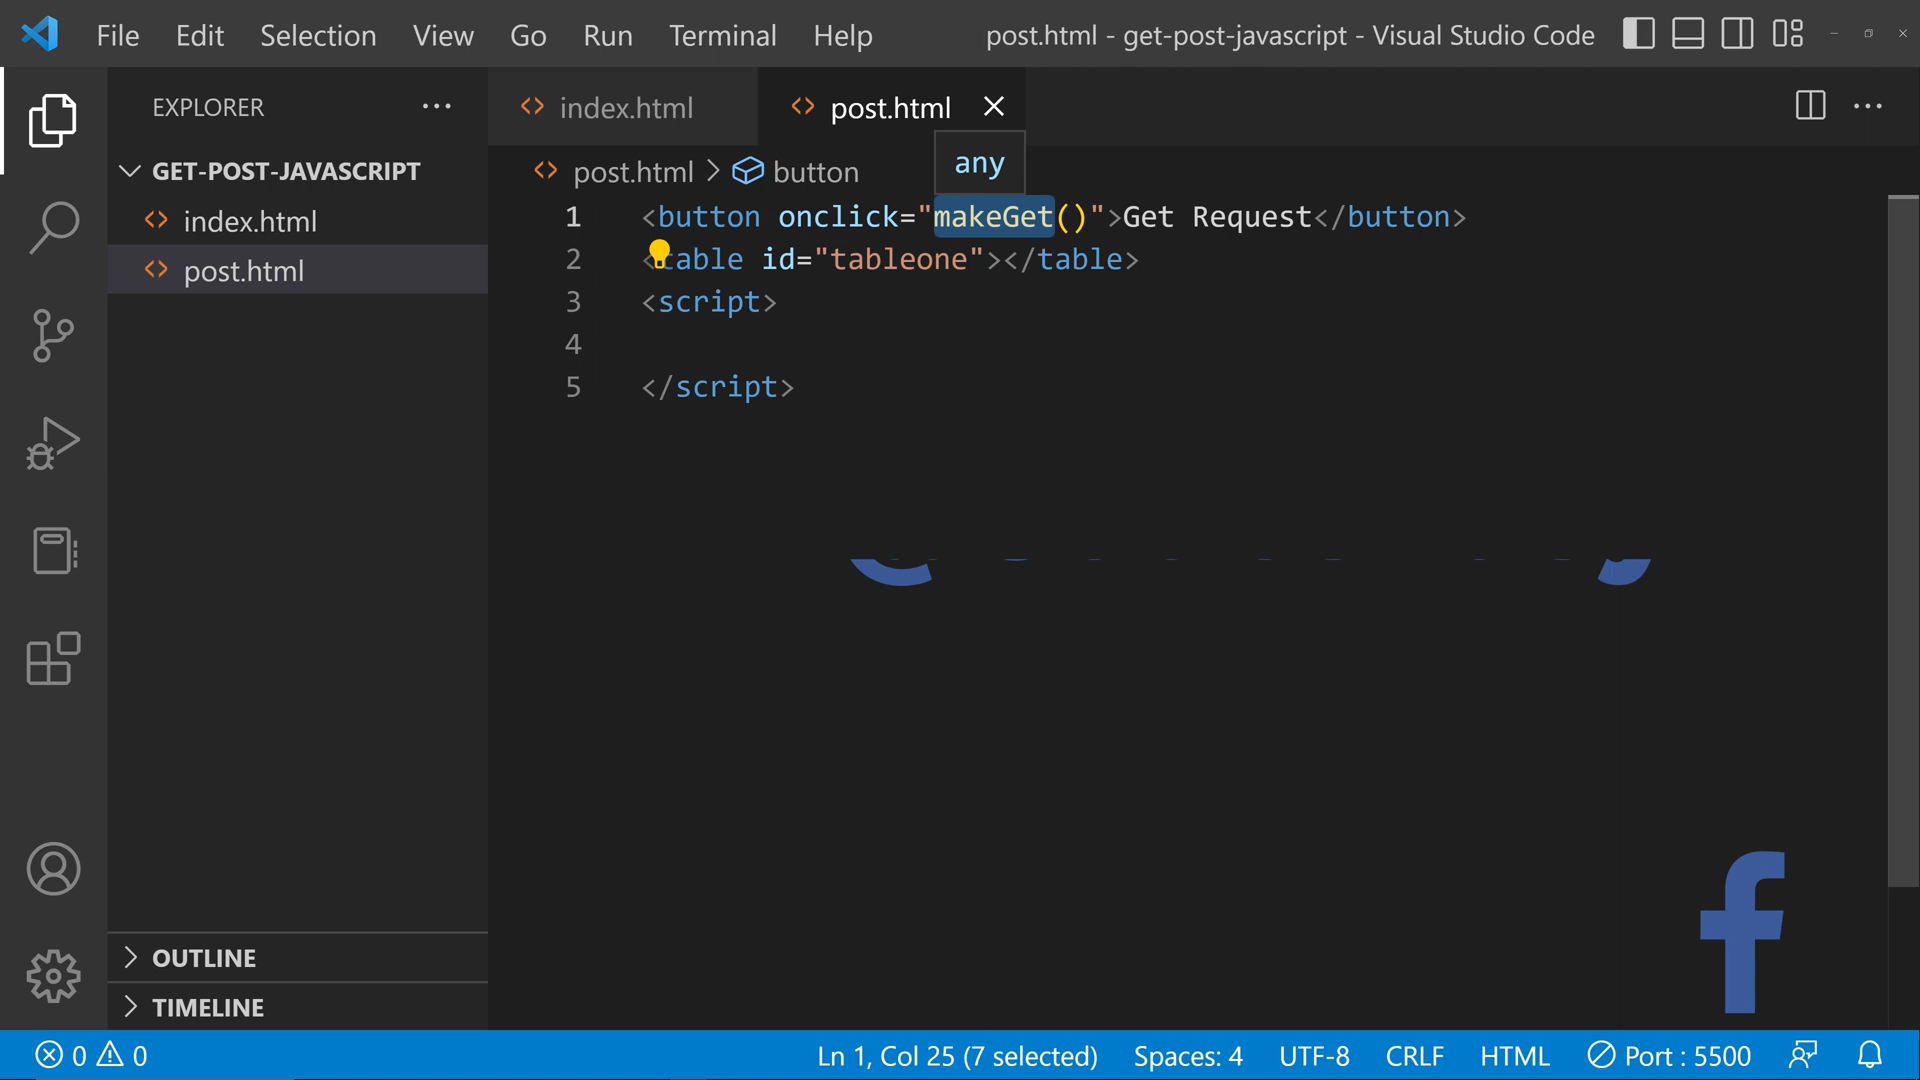 File Edit Selection View Go Run Terminal Help post.html - get-post-javascript - Visual Studio Code
EXPLORER
index.html
post.html
any
GET-POST-JAVASCRIPT
post.html > button
index.html
post.html
1 <button onclick="makeGet()">Get Request</button>
2 <table id="tableone"></table>
3 <script>
4
5 </script>
OUTLINE
TIMELINE
0 0 Ln 1, Col 25 (7 selected) Spaces: 4 UTF-8 CRLF HTML Port : 5500